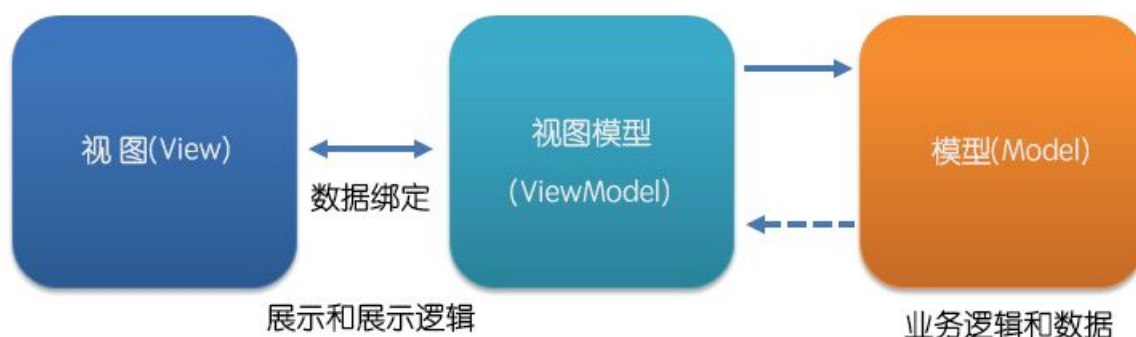 视 图(View)
数据绑定
视图模型
(ViewModel)
模型(Model)
展示和展示逻辑
业务逻辑和数据